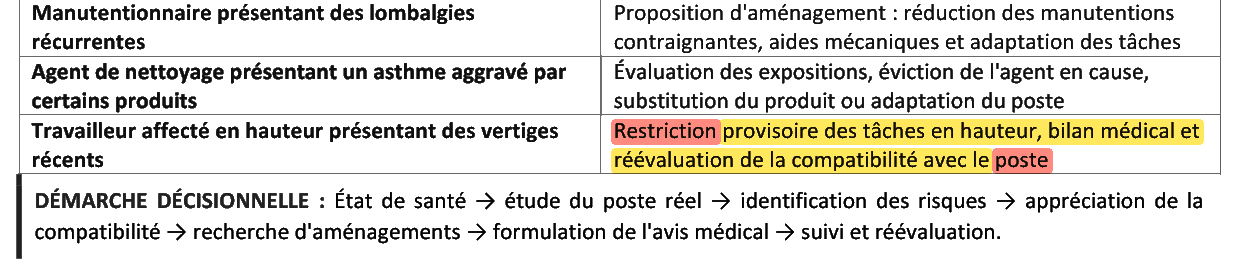 Manutentionnaire présentant des lombalgies
récurrentes
Proposition d'aménagement : réduction des manutentions
contraignantes, aides mécaniques et adaptation des tâches
Agent de nettoyage présentant un asthme aggravé par
certains produits
Évaluation des expositions, éviction de l'agent en cause,
substitution du produit ou adaptation du poste
Travailleur affecté en hauteur présentant des vertiges
récents
Restriction provisoire des tâches en hauteur, bilan médical et
réévaluation de la compatibilité avec le poste
DÉMARCHE DÉCISIONNELLE : État de santé → étude du poste réel → identification des risques → appréciation de la
compatibilité → recherche d'aménagements → formulation de l'avis médical → suivi et réévaluation.